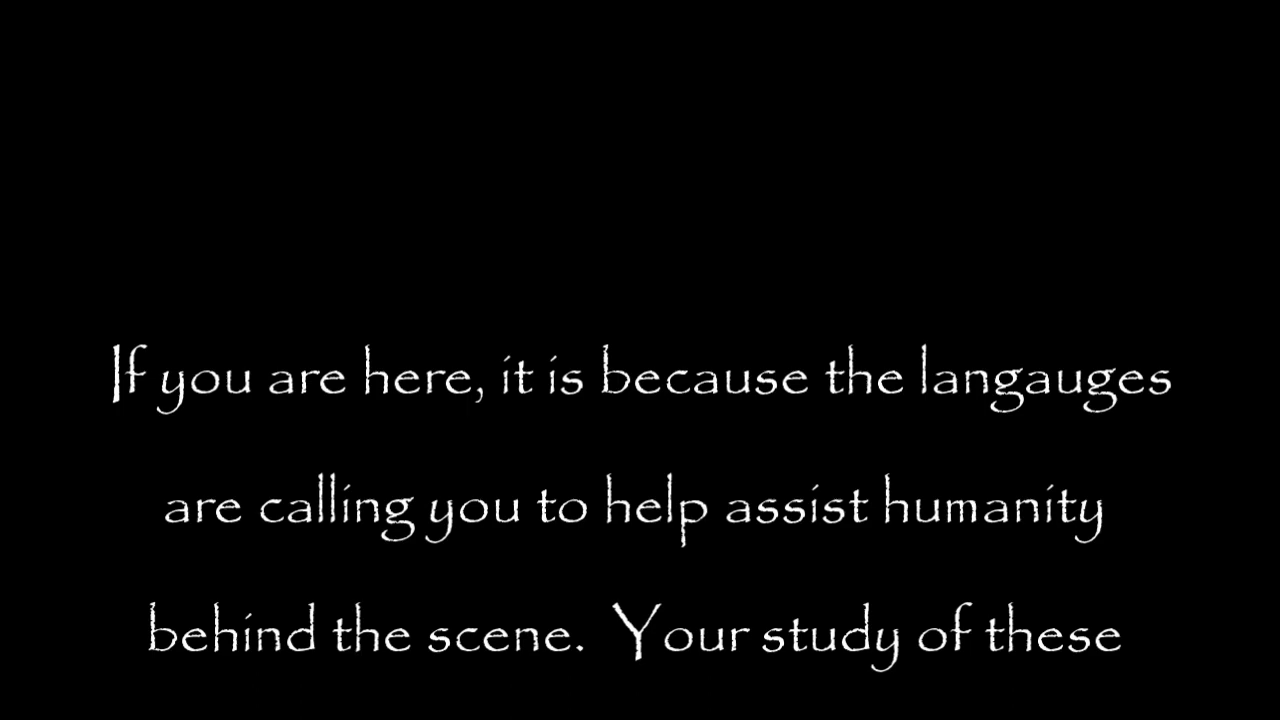 If you are here, it is because the langauges
are calling you to help assist humanity
behind the scene. Your study of these